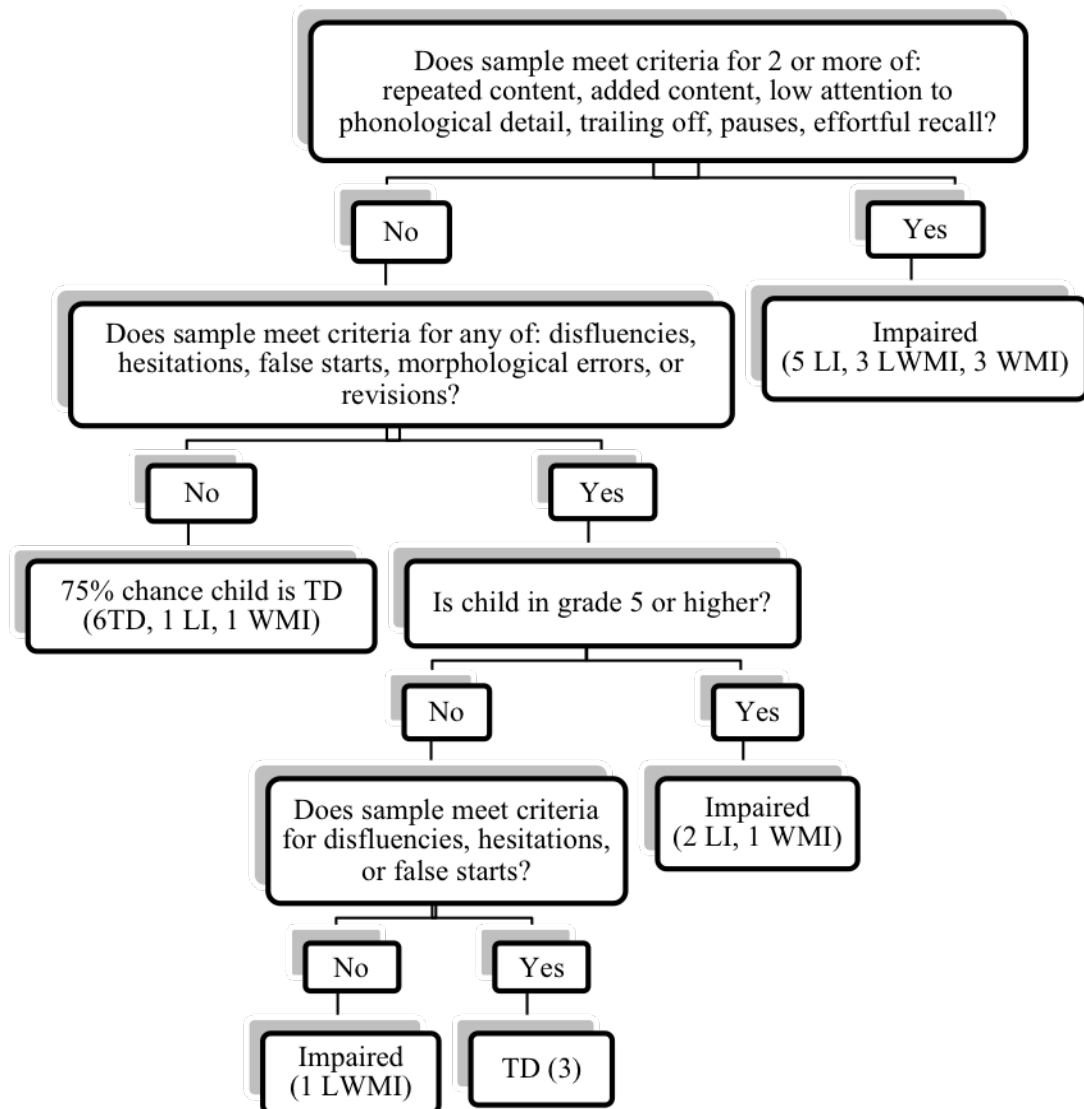 Does sample meet criteria for 2 or more of:
repeated content, added content, low attention to
phonological detail, trailing off, pauses, effortful recall?
No
Yes
Does sample meet criteria for any of: disfluencies,
hesitations, false starts, morphological errors, or
revisions?
Impaired
(5 LI, 3 LWMI, 3 WMI)
No
Yes
75% chance child is TD
(6TD, 1 LI, 1 WMI)
Is child in grade 5 or higher?
No
Yes
Does sample meet criteria
for disfluencies, hesitations,
or false starts?
Impaired
(2 LI, 1 WMI)
No
Yes
Impaired
(1 LWMI)
TD (3)